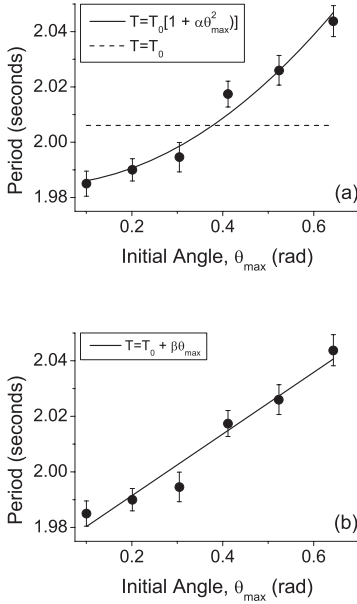 T=T₀[1 + αθ²max)]
T=T₀
2.04
2.02
2.00
1.98
Period (seconds)
(a)
0.2 0.4 0.6
Initial Angle, θmax (rad)
T=T₀ + βθmax
2.04
2.02
2.00
1.98
Period (seconds)
(b)
0.2 0.4 0.6
Initial Angle, θmax (rad)